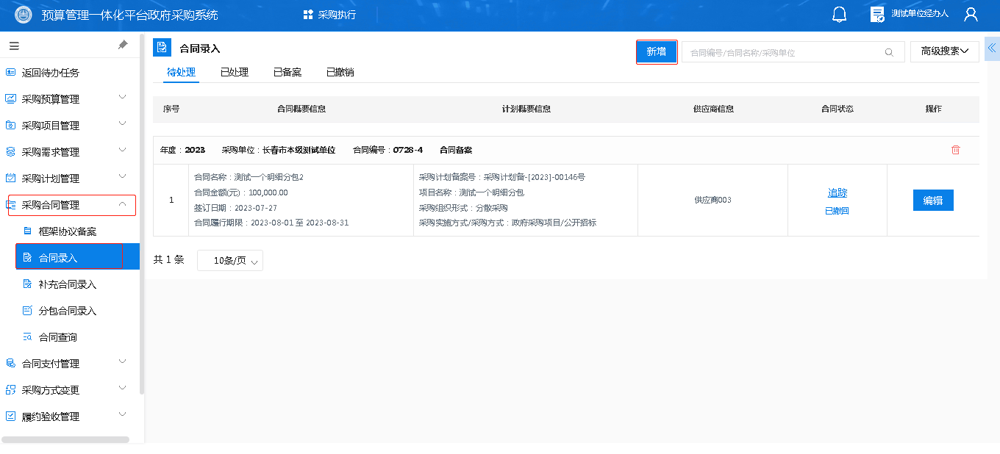 预算管理一体化平台政府采购系统
采购执行
测试单位经办人
返回待办任务
采购预算管理
采购项目管理
采购需求管理
采购计划管理
采购合同管理
框架协议备案
合同录入
补充合同录入
分包合同录入
合同查询
合同支付管理
采购方式变更
履约验收管理
合同录入
新增
合同编号/合同名称/采购单位
高级搜索
待处理 已处理 已备案 已撤销
序号 合同概要信息 计划概要信息 供应商信息 合同状态 操作
年度：2023 采购单位：长春市本级测试单位 合同编号：0728-4 合同备案
1
合同名称：测试一个明细分包2
合同金额(元)：100,000.00
签订日期：2023-07-27
合同履行期限：2023-08-01 至 2023-08-31
采购计划备案号：采购计划备-[2023]-00146号
项目名称：测试一个明细分包
采购组织形式：分散采购
采购实施方式/采购方式：政府采购项目/公开招标
供应商003
追踪
已撤回
编辑
共 1 条
10条/页